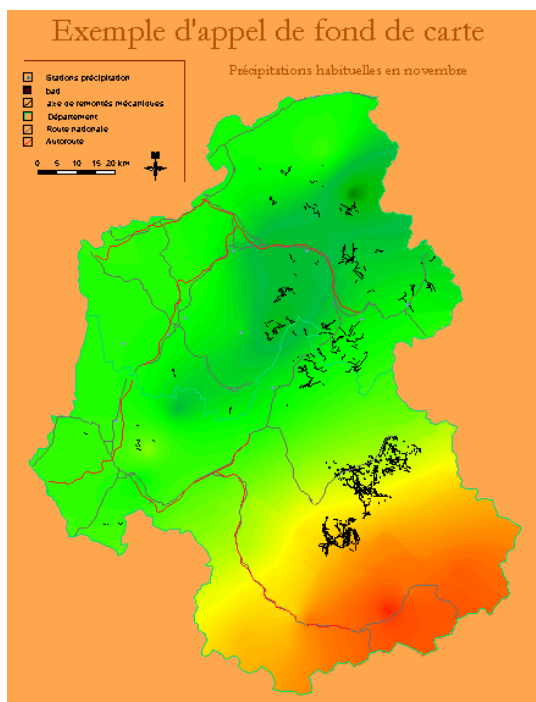 Exemple d'appel de fond de carte
Précipitations habituelles en novembre
Stations précipitation
bati
axe de remontés mécaniques
Département
Route nationale
Autoroute
0 5 10 15 20 km
N